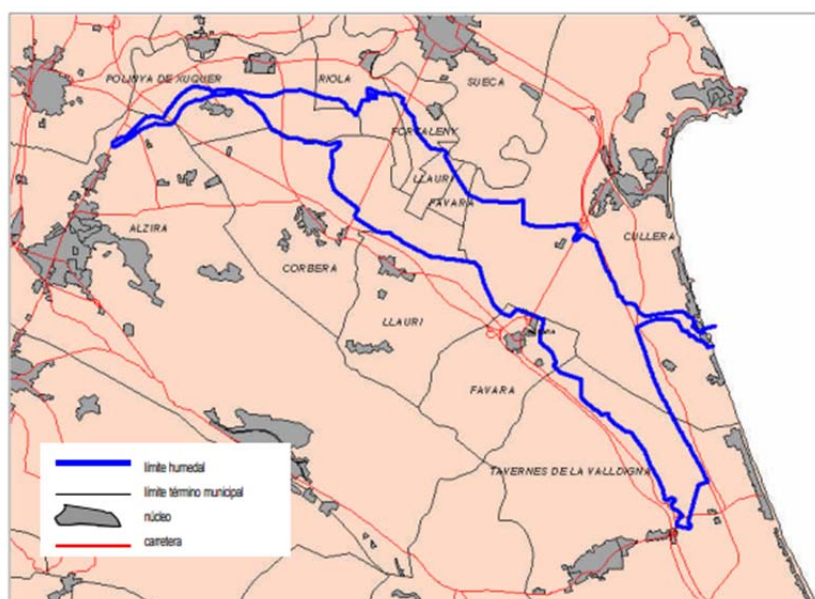 POLINYA DE XUQUER
RIOLA
SUECA
FORTALENY
LLAURI
FAVARA
ALZIRA
CULLERA
CORBERA
LLAURI
FAVARA
TAVERNES DE LA VALLDIGNA
límite humedal
límite término municipal
núcleo
carretera